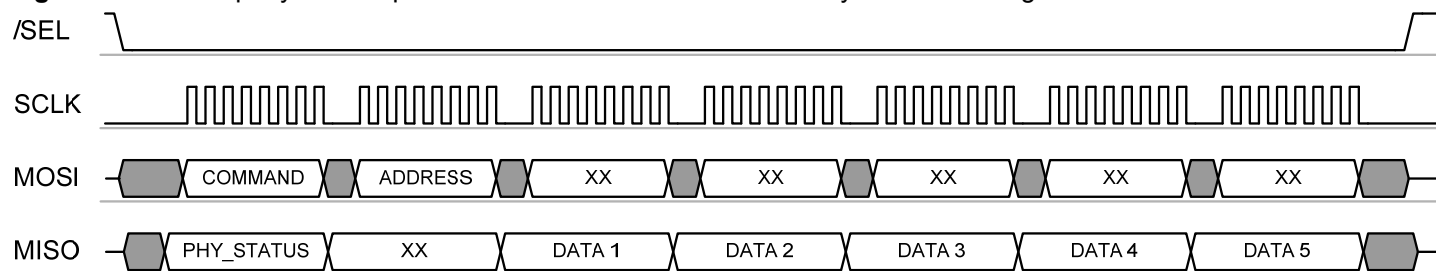 /SEL
SCLK
MOSI COMMAND ADDRESS XX XX XX XX XX
MISO PHY_STATUS XX DATA 1 DATA 2 DATA 3 DATA 4 DATA 5